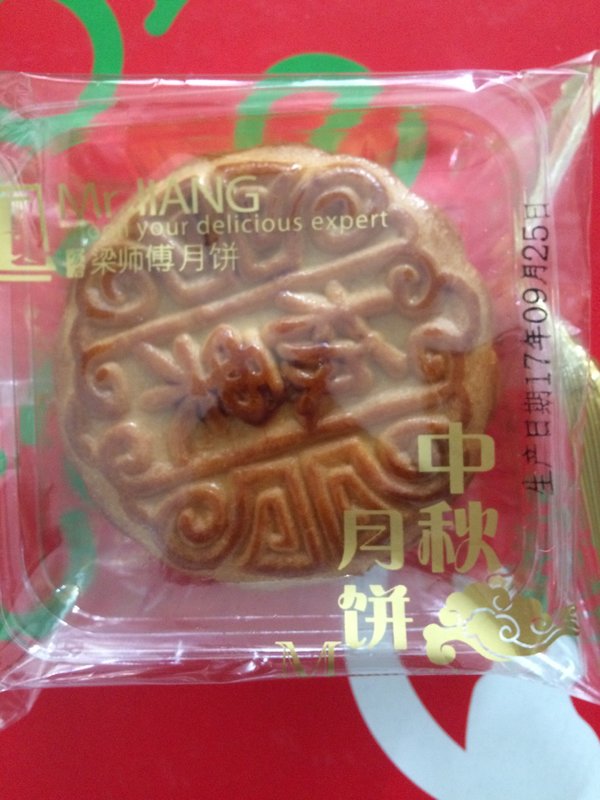 Mr lIANG
your delicious expert
梁师傅月饼
生产日期17年09月25日
中秋
月饼
M